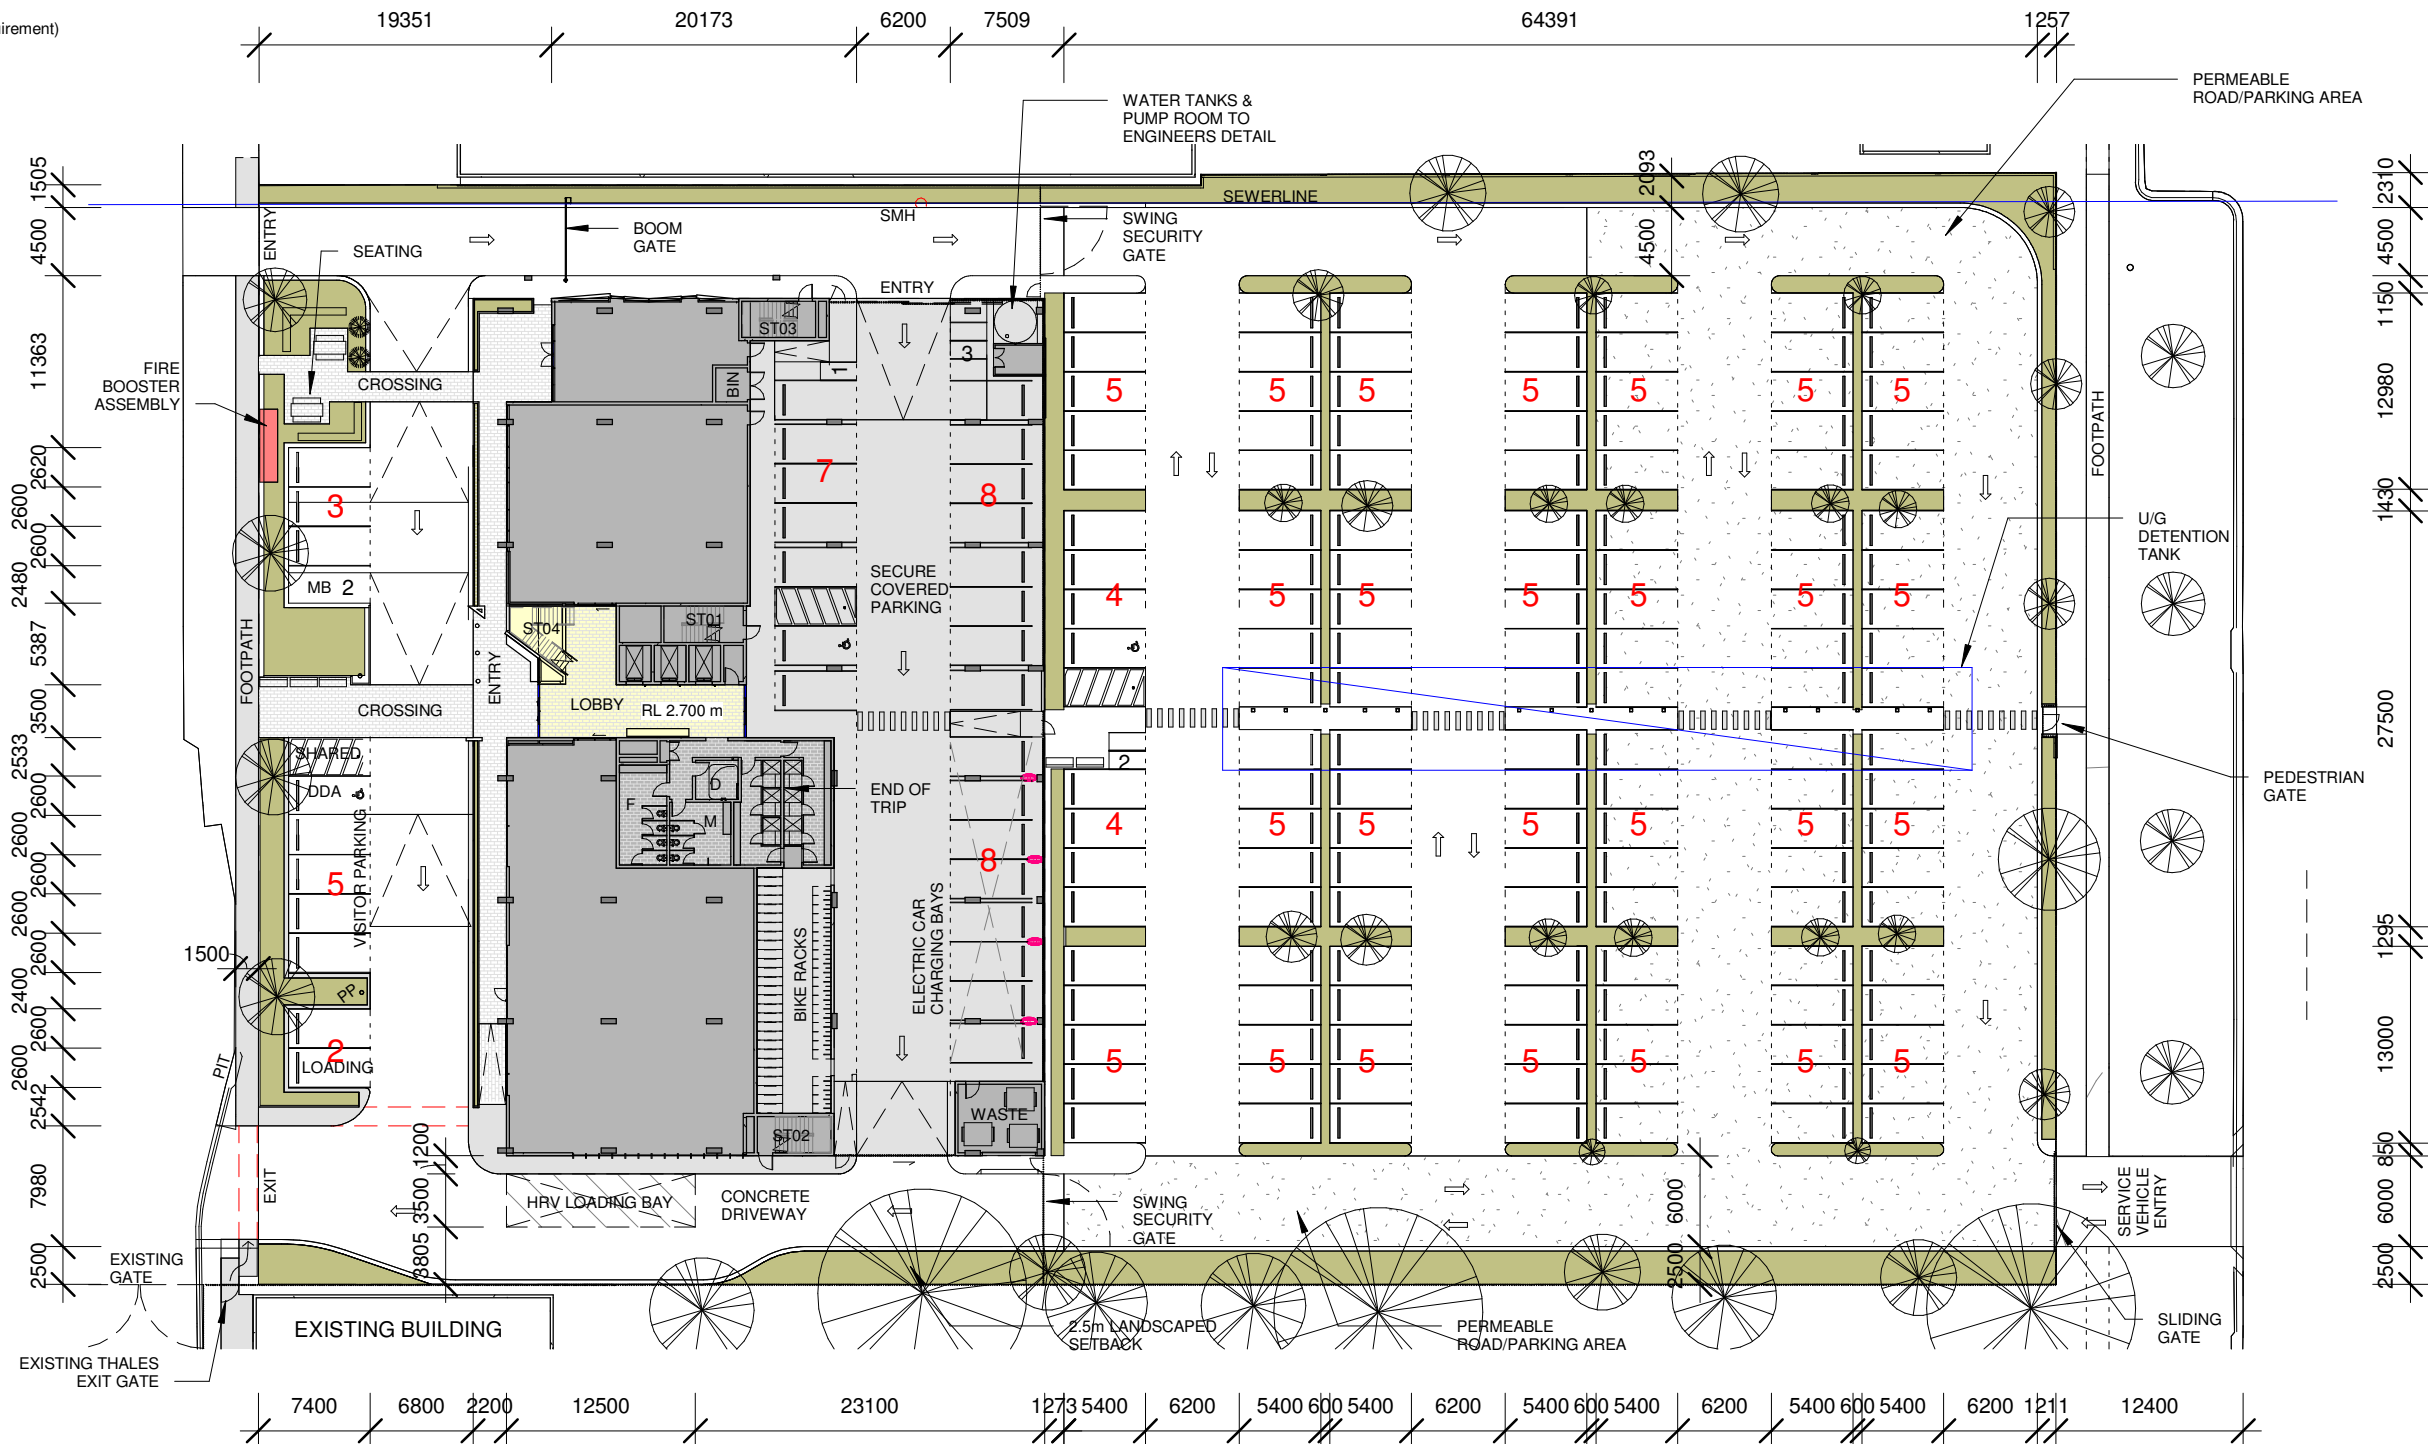 19351
20173
6200
7509
64391
1257
uirement)
WATER TANKS &
PUMP ROOM TO
ENGINEERS DETAIL
PERMEABLE
ROAD/PARKING AREA
1505
4500
11363
2620
2600
2600
2480
5387
3500
2533
2600
2600
2600
2600
2600
2400
2600
2600
2542
7980
2500
ENTRY
SEATING
BOOM
GATE
SMH
SWING
SECURITY
GATE
SEWERLINE
2093
4500
ENTRY
FIRE
BOOSTER
ASSEMBLY
CROSSING
ST03
BIN
1
3
3
MB 2
7
8
SECURE
COVERED
PARKING
ST04
ST01
FOOTPATH
ENTRY
CROSSING
LOBBY
RL 2.700 m
SHARED
DDA
VISITOR PARKING
5
1500
PP
2
LOADING
PIT
F
D
M
END OF
TRIP
BIKE RACKS
ELECTRIC CAR
CHARGING BAYS
8
ST02
WASTE
5
5
5
5
5
5
5
4
5
5
5
5
5
5
2
4
5
5
5
5
5
5
5
5
5
5
5
5
5
FOOTPATH
U/G
DETENTION
TANK
PEDESTRIAN
GATE
2310
4500
1150
12980
1430
27500
1295
13000
850
6000
2500
EXIT
1200
3500
3805
HRV LOADING BAY
CONCRETE
DRIVEWAY
SWING
SECURITY
GATE
6000
2500
SERVICE
VEHICLE
ENTRY
EXISTING
GATE
EXISTING BUILDING
EXISTING THALES
EXIT GATE
2.5m LANDSCAPED
SETBACK
PERMEABLE
ROAD/PARKING AREA
SLIDING
GATE
7400
6800
2200
12500
23100
1273
5400
6200
5400
600
5400
6200
5400
600
5400
6200
5400
600
5400
6200
1211
12400